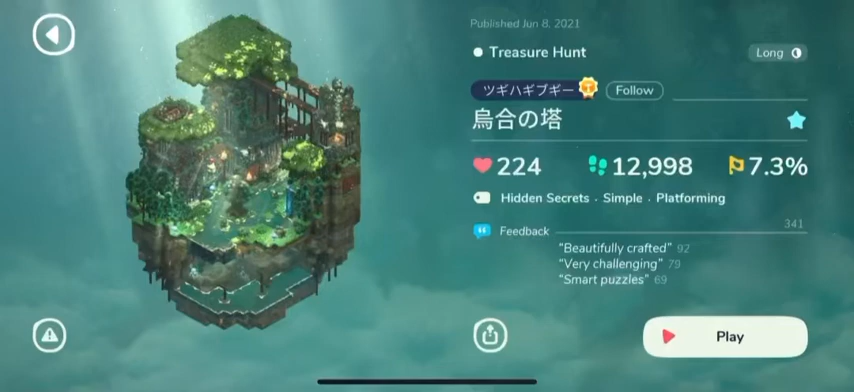 Published Jun 8, 2021
Treasure Hunt
Long
ツギハギブギー
Follow
烏合の塔
224
12,998
7.3%
Hidden Secrets . Simple . Platforming
Feedback
341
"Beautifully crafted" 92
"Very challenging" 79
"Smart puzzles" 69
Play